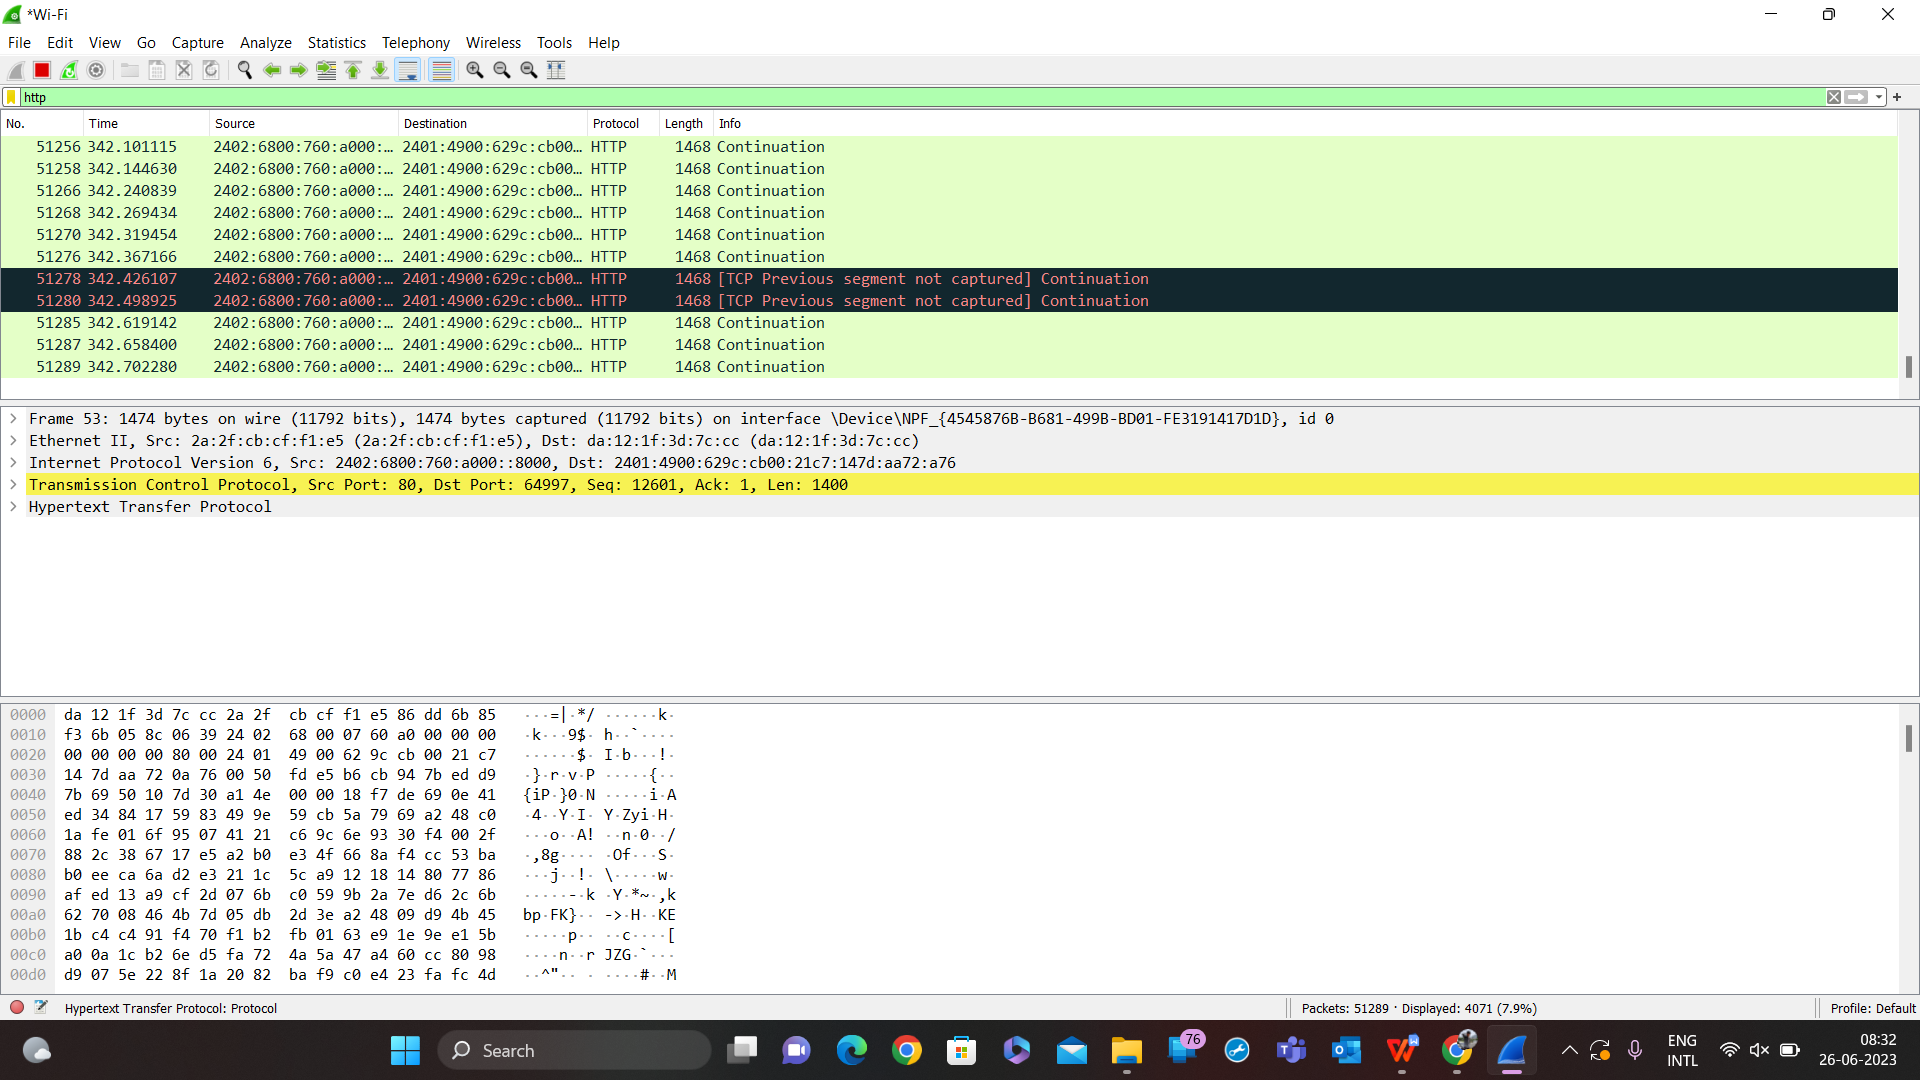 *Wi-Fi
File Edit View Go Capture Analyze Statistics Telephony Wireless Tools Help
http
No. Time Source Destination Protocol Length Info
51256 342.101115 2402:6800:760:a000:… 2401:4900:629c:cb00… HTTP 1468 Continuation
51258 342.144630 2402:6800:760:a000:… 2401:4900:629c:cb00… HTTP 1468 Continuation
51266 342.240839 2402:6800:760:a000:… 2401:4900:629c:cb00… HTTP 1468 Continuation
51268 342.269434 2402:6800:760:a000:… 2401:4900:629c:cb00… HTTP 1468 Continuation
51270 342.319454 2402:6800:760:a000:… 2401:4900:629c:cb00… HTTP 1468 Continuation
51276 342.367166 2402:6800:760:a000:… 2401:4900:629c:cb00… HTTP 1468 Continuation
51278 342.426107 2402:6800:760:a000:… 2401:4900:629c:cb00… HTTP 1468 [TCP Previous segment not captured] Continuation
51280 342.498925 2402:6800:760:a000:… 2401:4900:629c:cb00… HTTP 1468 [TCP Previous segment not captured] Continuation
51285 342.619142 2402:6800:760:a000:… 2401:4900:629c:cb00… HTTP 1468 Continuation
51287 342.658400 2402:6800:760:a000:… 2401:4900:629c:cb00… HTTP 1468 Continuation
51289 342.702280 2402:6800:760:a000:… 2401:4900:629c:cb00… HTTP 1468 Continuation
Frame 53: 1474 bytes on wire (11792 bits), 1474 bytes captured (11792 bits) on interface \Device\NPF_{4545876B-B681-499B-BD01-FE3191417D1D}, id 0
Ethernet II, Src: 2a:2f:cb:cf:f1:e5 (2a:2f:cb:cf:f1:e5), Dst: da:12:1f:3d:7c:cc (da:12:1f:3d:7c:cc)
Internet Protocol Version 6, Src: 2402:6800:760:a000::8000, Dst: 2401:4900:629c:cb00:21c7:147d:aa72:a76
Transmission Control Protocol, Src Port: 80, Dst Port: 64997, Seq: 12601, Ack: 1, Len: 1400
Hypertext Transfer Protocol
0000 da 12 1f 3d 7c cc 2a 2f cb cf f1 e5 86 dd 6b 85 ···=|·*/ ······k·
0010 f3 6b 05 8c 06 39 24 02 68 00 07 60 a0 00 00 00 ·k···9$· h··`····
0020 00 00 00 00 80 00 24 01 49 00 62 9c cb 00 21 c7 ······$· I·b···!·
0030 14 7d aa 72 0a 76 00 50 fd e5 b6 cb 94 7b ed d9 ·}·r·v·P ·····{··
0040 7b 69 50 10 7d 30 a1 4e 00 00 18 f7 de 69 0e 41 {iP·}0·N ·····i·A
0050 ed 34 84 17 59 83 49 9e 59 cb 5a 79 69 a2 48 c0 ·4··Y·I· Y·Zyi·H·
0060 1a fe 01 6f 95 07 41 21 c6 9c 6e 93 30 f4 00 2f ···o··A! ··n·0··/
0070 88 2c 38 67 17 e5 a2 b0 e3 4f 66 8a f4 cc 53 ba ·,8g···· ·Of···S·
0080 b0 ee ca 6a d2 e3 21 1c 5c a9 12 18 14 80 77 86 ···j··!· \·····w·
0090 af ed 13 a9 cf 2d 07 6b c0 59 9b 2a 7e d6 2c 6b ·····-·k ·Y·*~·,k
00a0 62 70 08 46 4b 7d 05 db 2d 3e a2 48 09 d9 4b 45 bp·FK}·· ->·H··KE
00b0 1b c4 c4 91 f4 70 f1 b2 fb 01 63 e9 1e 9e e1 5b ·····p·· ··c····[
00c0 a0 0a 1c b2 6e d5 fa 72 4a 5a 47 a4 60 cc 80 98 ····n··r JZG·`···
00d0 d9 07 5e 22 8f 1a 20 82 ba f9 c0 e4 23 fa fc 4d ··^"·· · ····#··M
Hypertext Transfer Protocol: Protocol
Packets: 51289 · Displayed: 4071 (7.9%)
Profile: Default
Search
76
ENG
INTL
08:32
26-06-2023